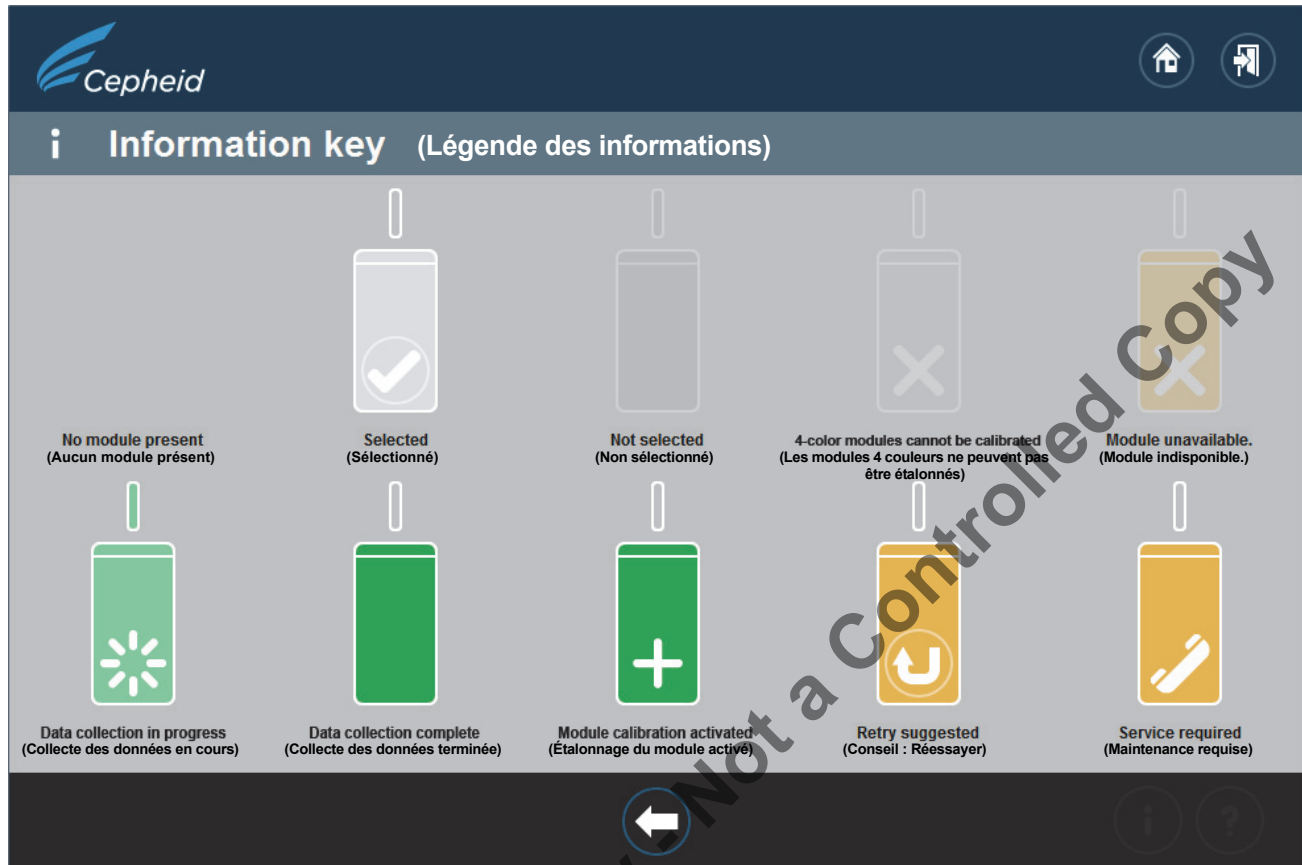 Cepheid
i Information key (Légende des informations)
No module present
(Aucun module présent)
Selected
(Sélectionné)
Not selected
(Non sélectionné)
4-color modules cannot be calibrated
(Les modules 4 couleurs ne peuvent pas
être étalonnés)
Module unavailable.
(Module indisponible.)
Data collection in progress
(Collecte des données en cours)
Data collection complete
(Collecte des données terminée)
Module calibration activated
(Étalonnage du module activé)
Retry suggested
(Conseil : Réessayer)
Service required
(Maintenance requise)
i ?
- Not a Controlled Copy